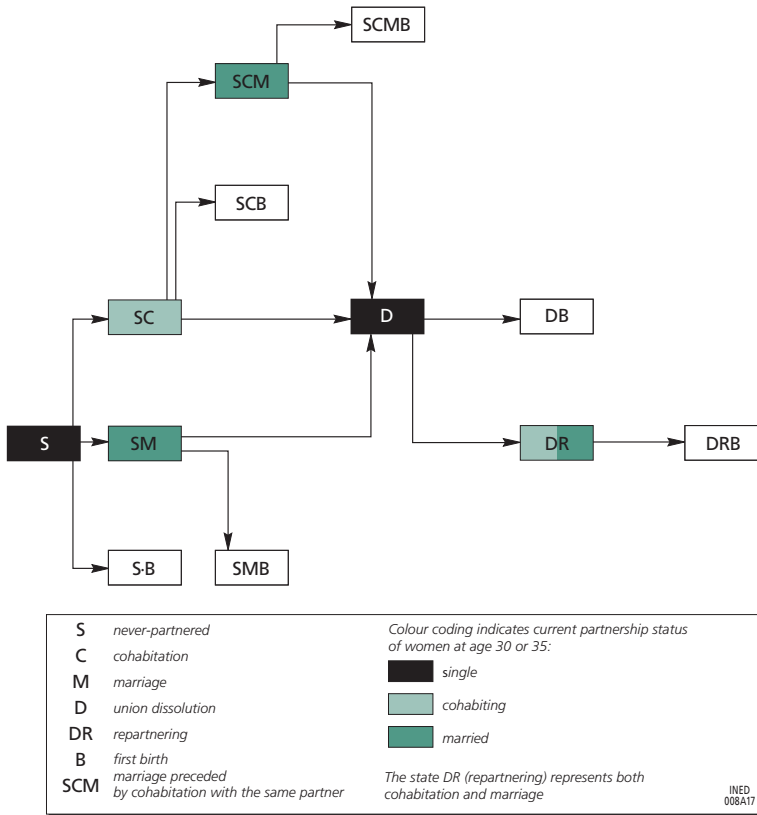 SCMB
SCM
SCB
SC
D
DB
S
SM
DR
DRB
S·B
SMB
S never-partnered
C cohabitation
M marriage
D union dissolution
DR repartnering
B first birth
SCM marriage preceded
by cohabitation with the same partner
Colour coding indicates current partnership status
of women at age 30 or 35:
single
cohabiting
married
The state DR (repartnering) represents both
cohabitation and marriage
INED
008A17